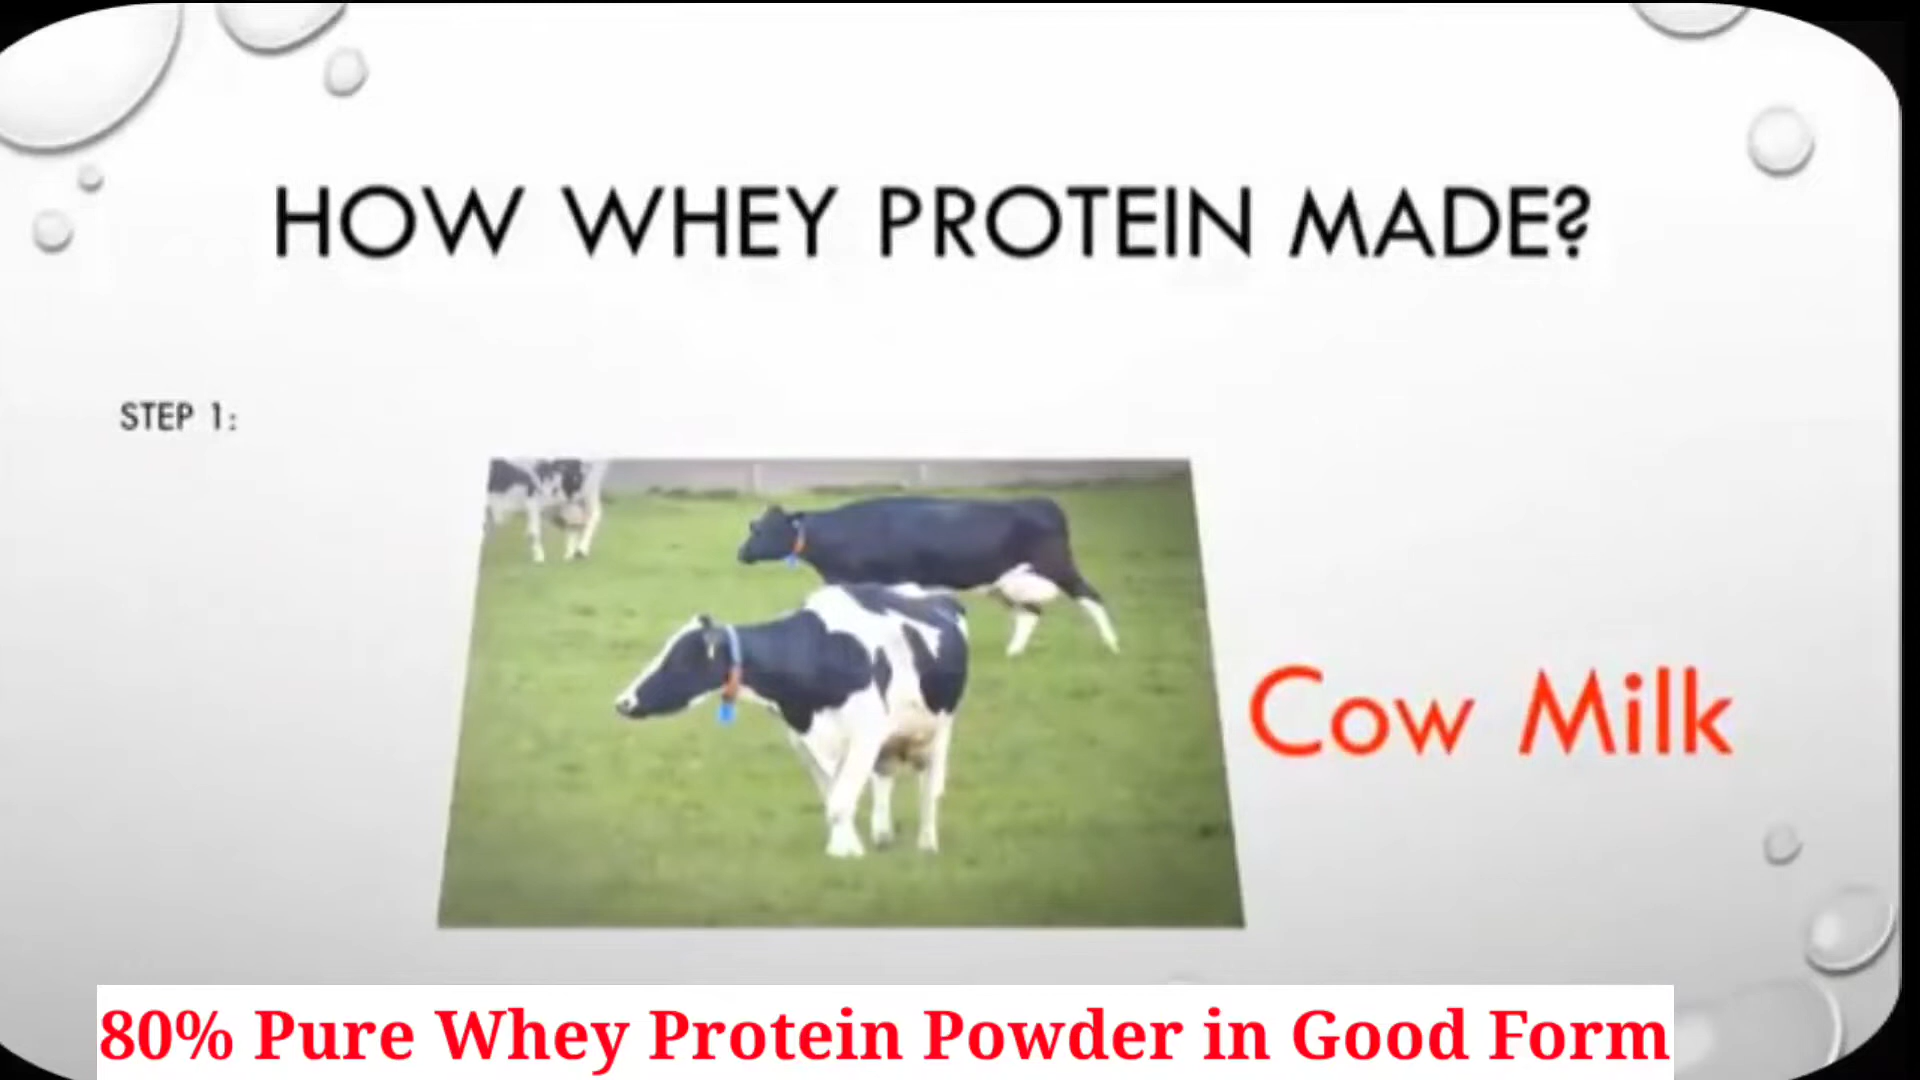 HOW WHEY PROTEIN MADE?
STEP 1:
Cow Milk
80% Pure Whey Protein Powder in Good Form